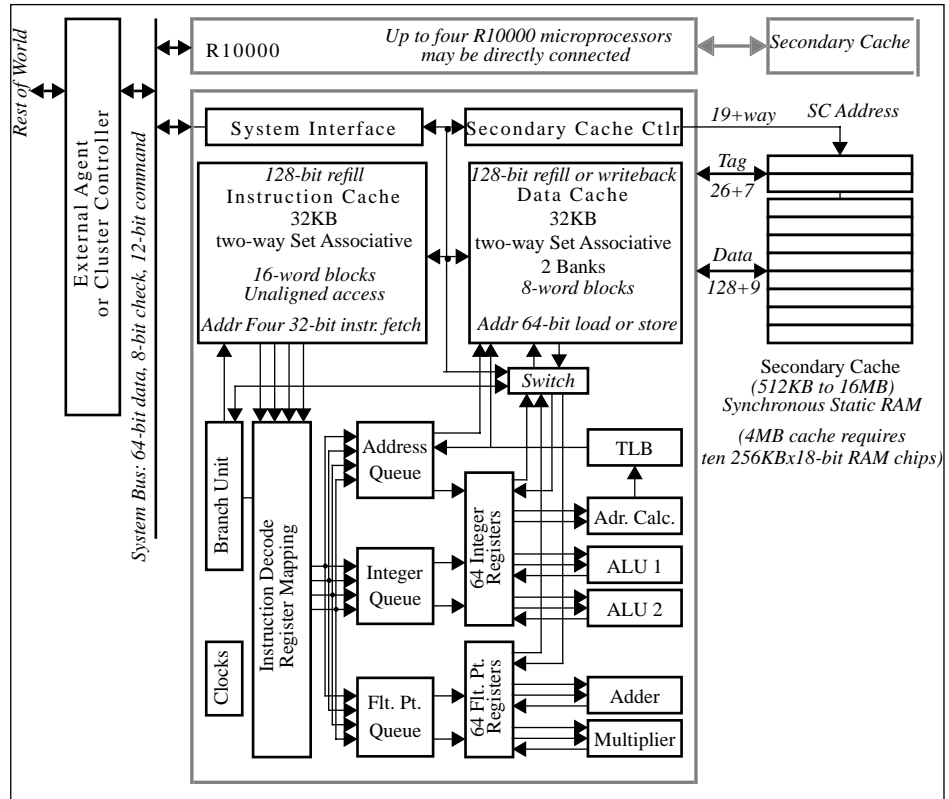 Rest of World
External Agent
or Cluster Controller
System Bus: 64-bit data, 8-bit check, 12-bit command
R10000
Up to four R10000 microprocessors
may be directly connected
Secondary Cache
System Interface
Secondary Cache Ctlr
19+way
SC Address
Tag
26+7
Data
128+9
128-bit refill
Instruction Cache
32KB
two-way Set Associative
16-word blocks
Unaligned access
Addr Four 32-bit instr. fetch
128-bit refill or writeback
Data Cache
32KB
two-way Set Associative
2 Banks
8-word blocks
Addr 64-bit load or store
Secondary Cache
(512KB to 16MB)
Synchronous Static RAM
(4MB cache requires
ten 256KBx18-bit RAM chips)
Switch
Branch Unit
Clocks
Instruction Decode
Register Mapping
Address
Queue
Integer
Queue
Flt. Pt.
Queue
64 Integer
Registers
64 Flt. Pt.
Registers
TLB
Adr. Calc.
ALU 1
ALU 2
Adder
Multiplier